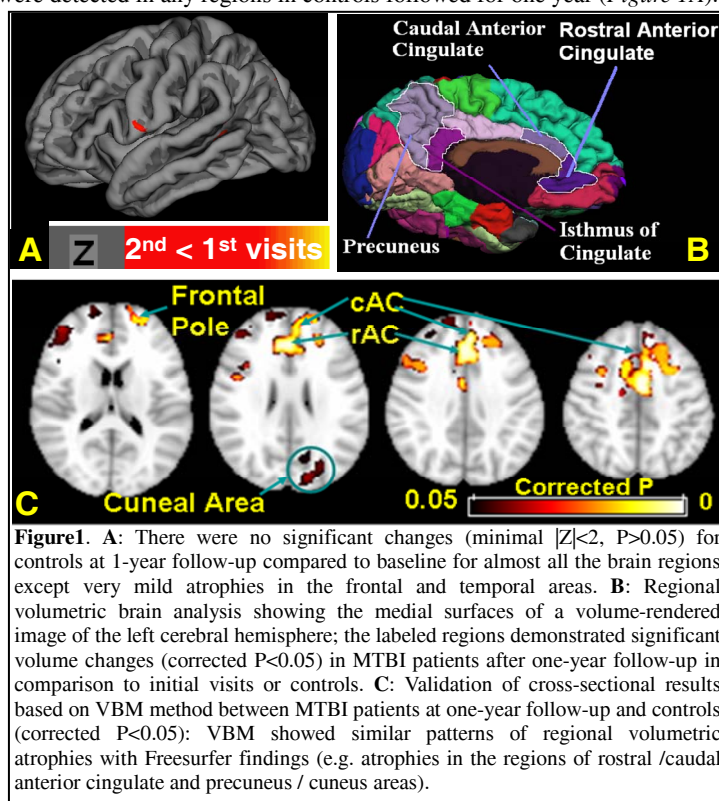 were detected in any regions in controls followed for one year (Figure 1A).
Caudal Anterior
Cingulate
Rostral Anterior
Cingulate
A
Z
2nd < 1st visits
Precuneus
Isthmus of
Cingulate
B
Frontal
Pole
cAC
rAC
Cuneal Area
C
0.05
Corrected P
0
Figure1. A: There were no significant changes (minimal |Z|<2, P>0.05) for
controls at 1-year follow-up compared to baseline for almost all the brain regions
except very mild atrophies in the frontal and temporal areas. B: Regional
volumetric brain analysis showing the medial surfaces of a volume-rendered
image of the left cerebral hemisphere; the labeled regions demonstrated significant
volume changes (corrected P<0.05) in MTBI patients after one-year follow-up in
comparison to initial visits or controls. C: Validation of cross-sectional results
based on VBM method between MTBI patients at one-year follow-up and controls
(corrected P<0.05): VBM showed similar patterns of regional volumetric
atrophies with Freesurfer findings (e.g. atrophies in the regions of rostral /caudal
anterior cingulate and precuneus / cuneus areas).